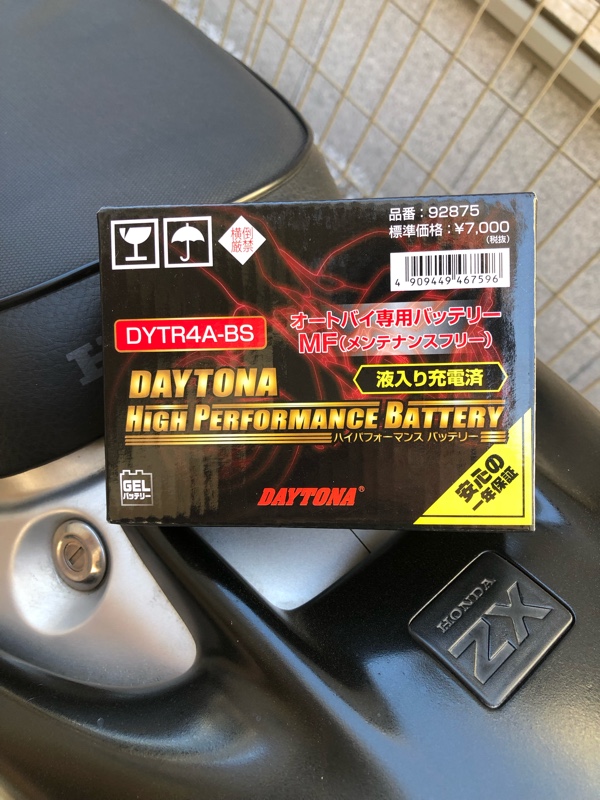 品番：92875
標準価格：¥7,000
(税抜)
横倒
厳禁
4 909449 467596
DYTR4A-BS
オートバイ専用バッテリー
MF(メンテナンスフリー)
液入り充電済
DAYTONA
HIGH PERFORMANCE BATTERY
ハイパフォーマンス バッテリー
GEL
バッテリー
DAYTONA®
安心の
一年保証
HONDA
ZX